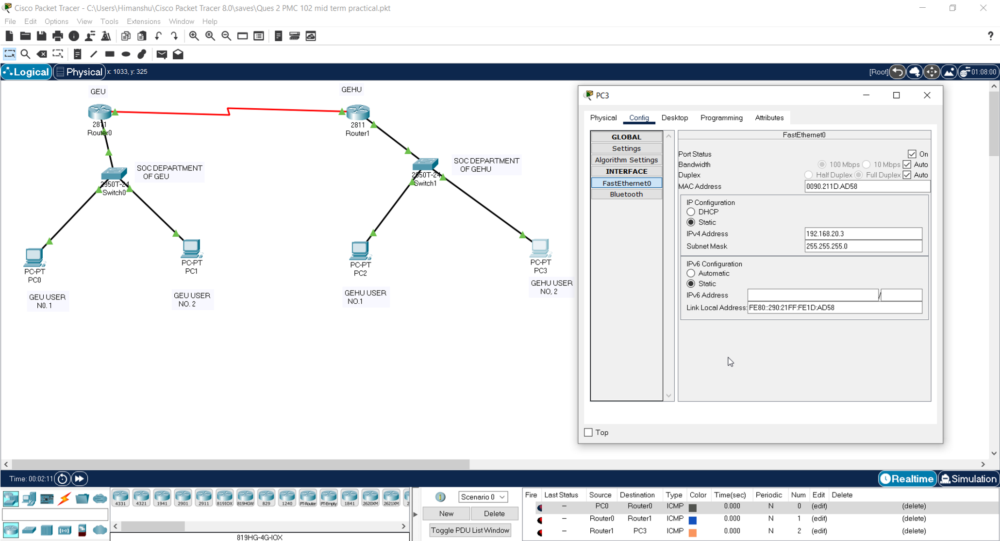 Cisco Packet Tracer - C:\Users\Himanshu\Cisco Packet Tracer 8.0\saves\Ques 2 PMC 102 mid term practical.pkt
File Edit Options View Tools Extensions Window Help
?
Logical Physical x: 1033, y: 325 [Root] 01:08:00
GEU
2811
Router0
GEHU
2811
Router1
SOC DEPARTMENT
OF GEU
2950T-24
Switch0
SOC DEPARTMENT
OF GEHU
2950T-24
Switch1
PC-PT
PC0
GEU USER
N0. 1
PC-PT
PC1
GEU USER
NO. 2
PC-PT
PC2
GEHU USER
NO.1
PC-PT
PC3
GEHU USER
NO, 2
PC3
Physical Config Desktop Programming Attributes
GLOBAL
Settings
Algorithm Settings
INTERFACE
FastEthernet0
Bluetooth
FastEthernet0
Port Status On
Bandwidth 100 Mbps 10 Mbps Auto
Duplex Half Duplex Full Duplex Auto
MAC Address 0090.211D.AD58
IP Configuration
DHCP
Static
IPv4 Address 192.168.20.3
Subnet Mask 255.255.255.0
IPv6 Configuration
Automatic
Static
IPv6 Address /
Link Local Address: FE80::290:21FF:FE1D:AD58
Top
Time: 00:02:11 Realtime Simulation
4331 4321 1941 2901 2911 819IOX 819HGW 829 1240 PT-Router PT-Empty 1841 2620XM 2621XM 2
819HG-4G-IOX
Scenario 0
New Delete
Toggle PDU List Window
Fire Last Status Source Destination Type Color Time(sec) Periodic Num Edit Delete
– PC0 Router0 ICMP 0.000 N 0 (edit) (delete)
– Router0 Router1 ICMP 0.000 N 1 (edit) (delete)
– Router1 PC3 ICMP 0.000 N 2 (edit) (delete)